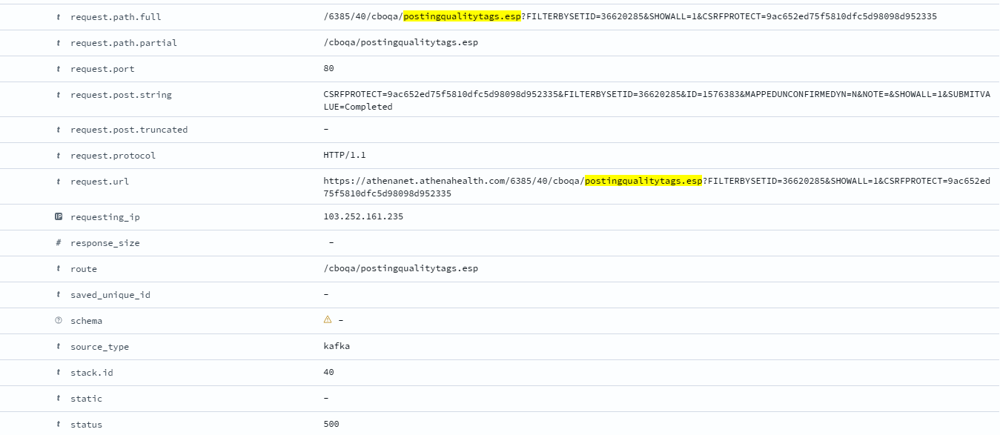 t request.path.full /6385/40/cboqa/postingqualitytags.esp?FILTERBYSETID=36620285&SHOWALL=1&CSRFPROTECT=9ac652ed75f5810dfc5d98098d952335
t request.path.partial /cboqa/postingqualitytags.esp
t request.port 80
t request.post.string CSRFPROTECT=9ac652ed75f5810dfc5d98098d952335&FILTERBYSETID=36620285&ID=1576383&MAPPEDUNCONFIRMEDYN=N&NOTE=&SHOWALL=1&SUBMITVA
LUE=Completed
t request.post.truncated –
t request.protocol HTTP/1.1
t request.url https://athenanet.athenahealth.com/6385/40/cboqa/postingqualitytags.esp?FILTERBYSETID=36620285&SHOWALL=1&CSRFPROTECT=9ac652ed
75f5810dfc5d98098d952335
IP requesting_ip 103.252.161.235
# response_size –
t route /cboqa/postingqualitytags.esp
t saved_unique_id –
? schema –
t source_type kafka
t stack.id 40
t static –
t status 500